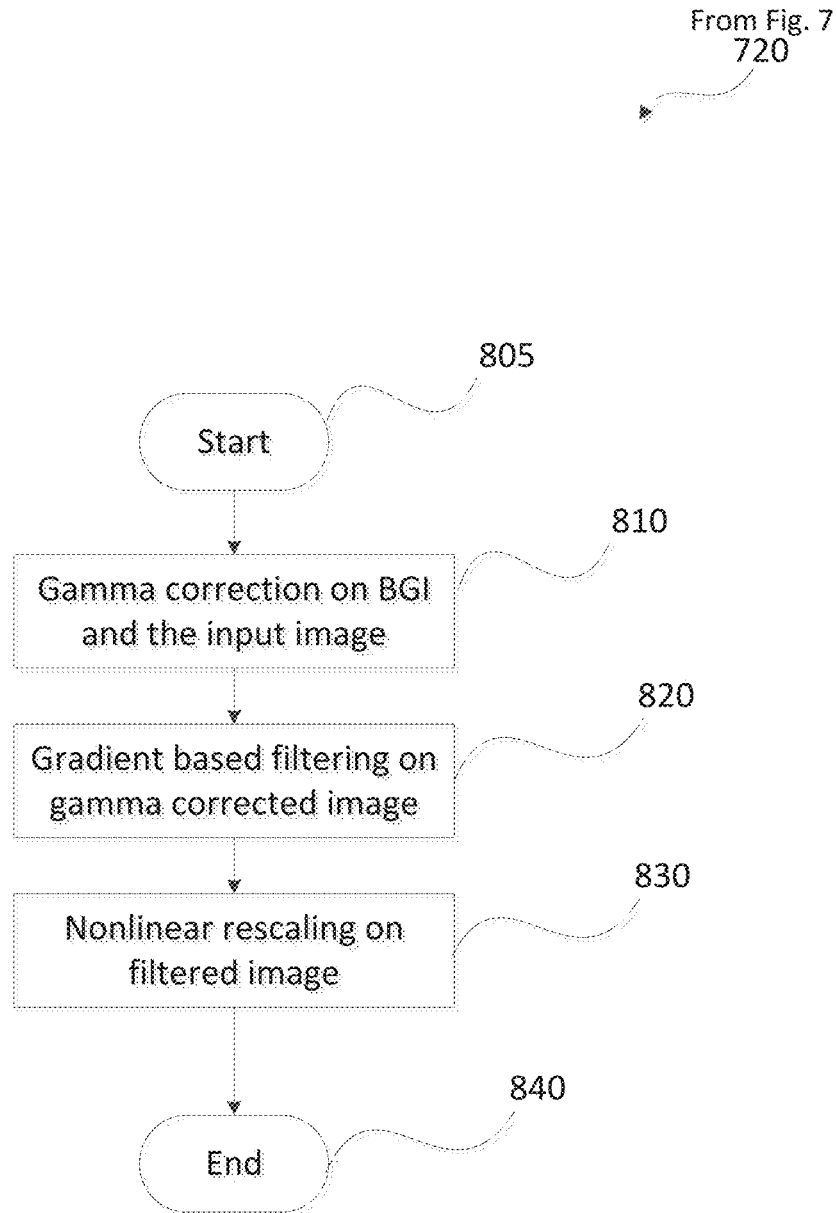 From Fig. 7
720
805
Start
810
Gamma correction on BGI
and the input image
820
Gradient based filtering on
gamma corrected image
830
Nonlinear rescaling on
filtered image
840
End